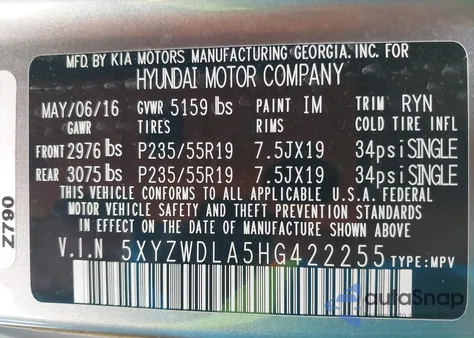 MFD. BY KIA MOTORS MANUFACTURING GEORGIA, INC. FOR
HYUNDAI MOTOR COMPANY
MAY/06/16 GVWR 5159 lbs PAINT IM TRIM RYN
GAWR TIRES RIMS COLD TIRE INFL
FRONT 2976 lbs P235/55R19 7.5JX19 34psi SINGLE
REAR 3075 lbs P235/55R19 7.5JX19 34psi SINGLE
THIS VEHICLE CONFORMS TO ALL APPLICABLE U.S.A. FEDERAL
MOTOR VEHICLE SAFETY AND THEFT PREVENTION STANDARDS
IN EFFECT ON THE DATE OF MANUFACTURE SHOWN ABOVE
V.I.N 5XYZWDLA5HG422255 TYPE: MPV
Z790
autoSnap